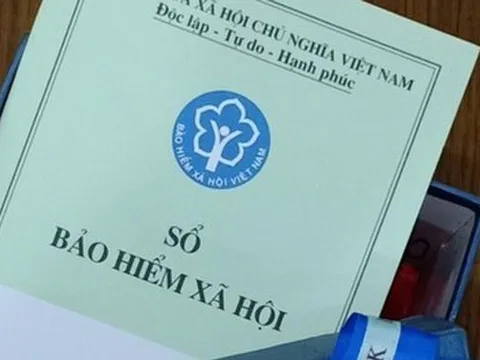 XÃ HỘI CHỦ NGHĨA VIỆT NAM
Độc lập - Tự do - Hạnh phúc
BẢO HIỂM XÃ HỘI VIỆT NAM
SỔ
BẢO HIỂM XÃ HỘI
K